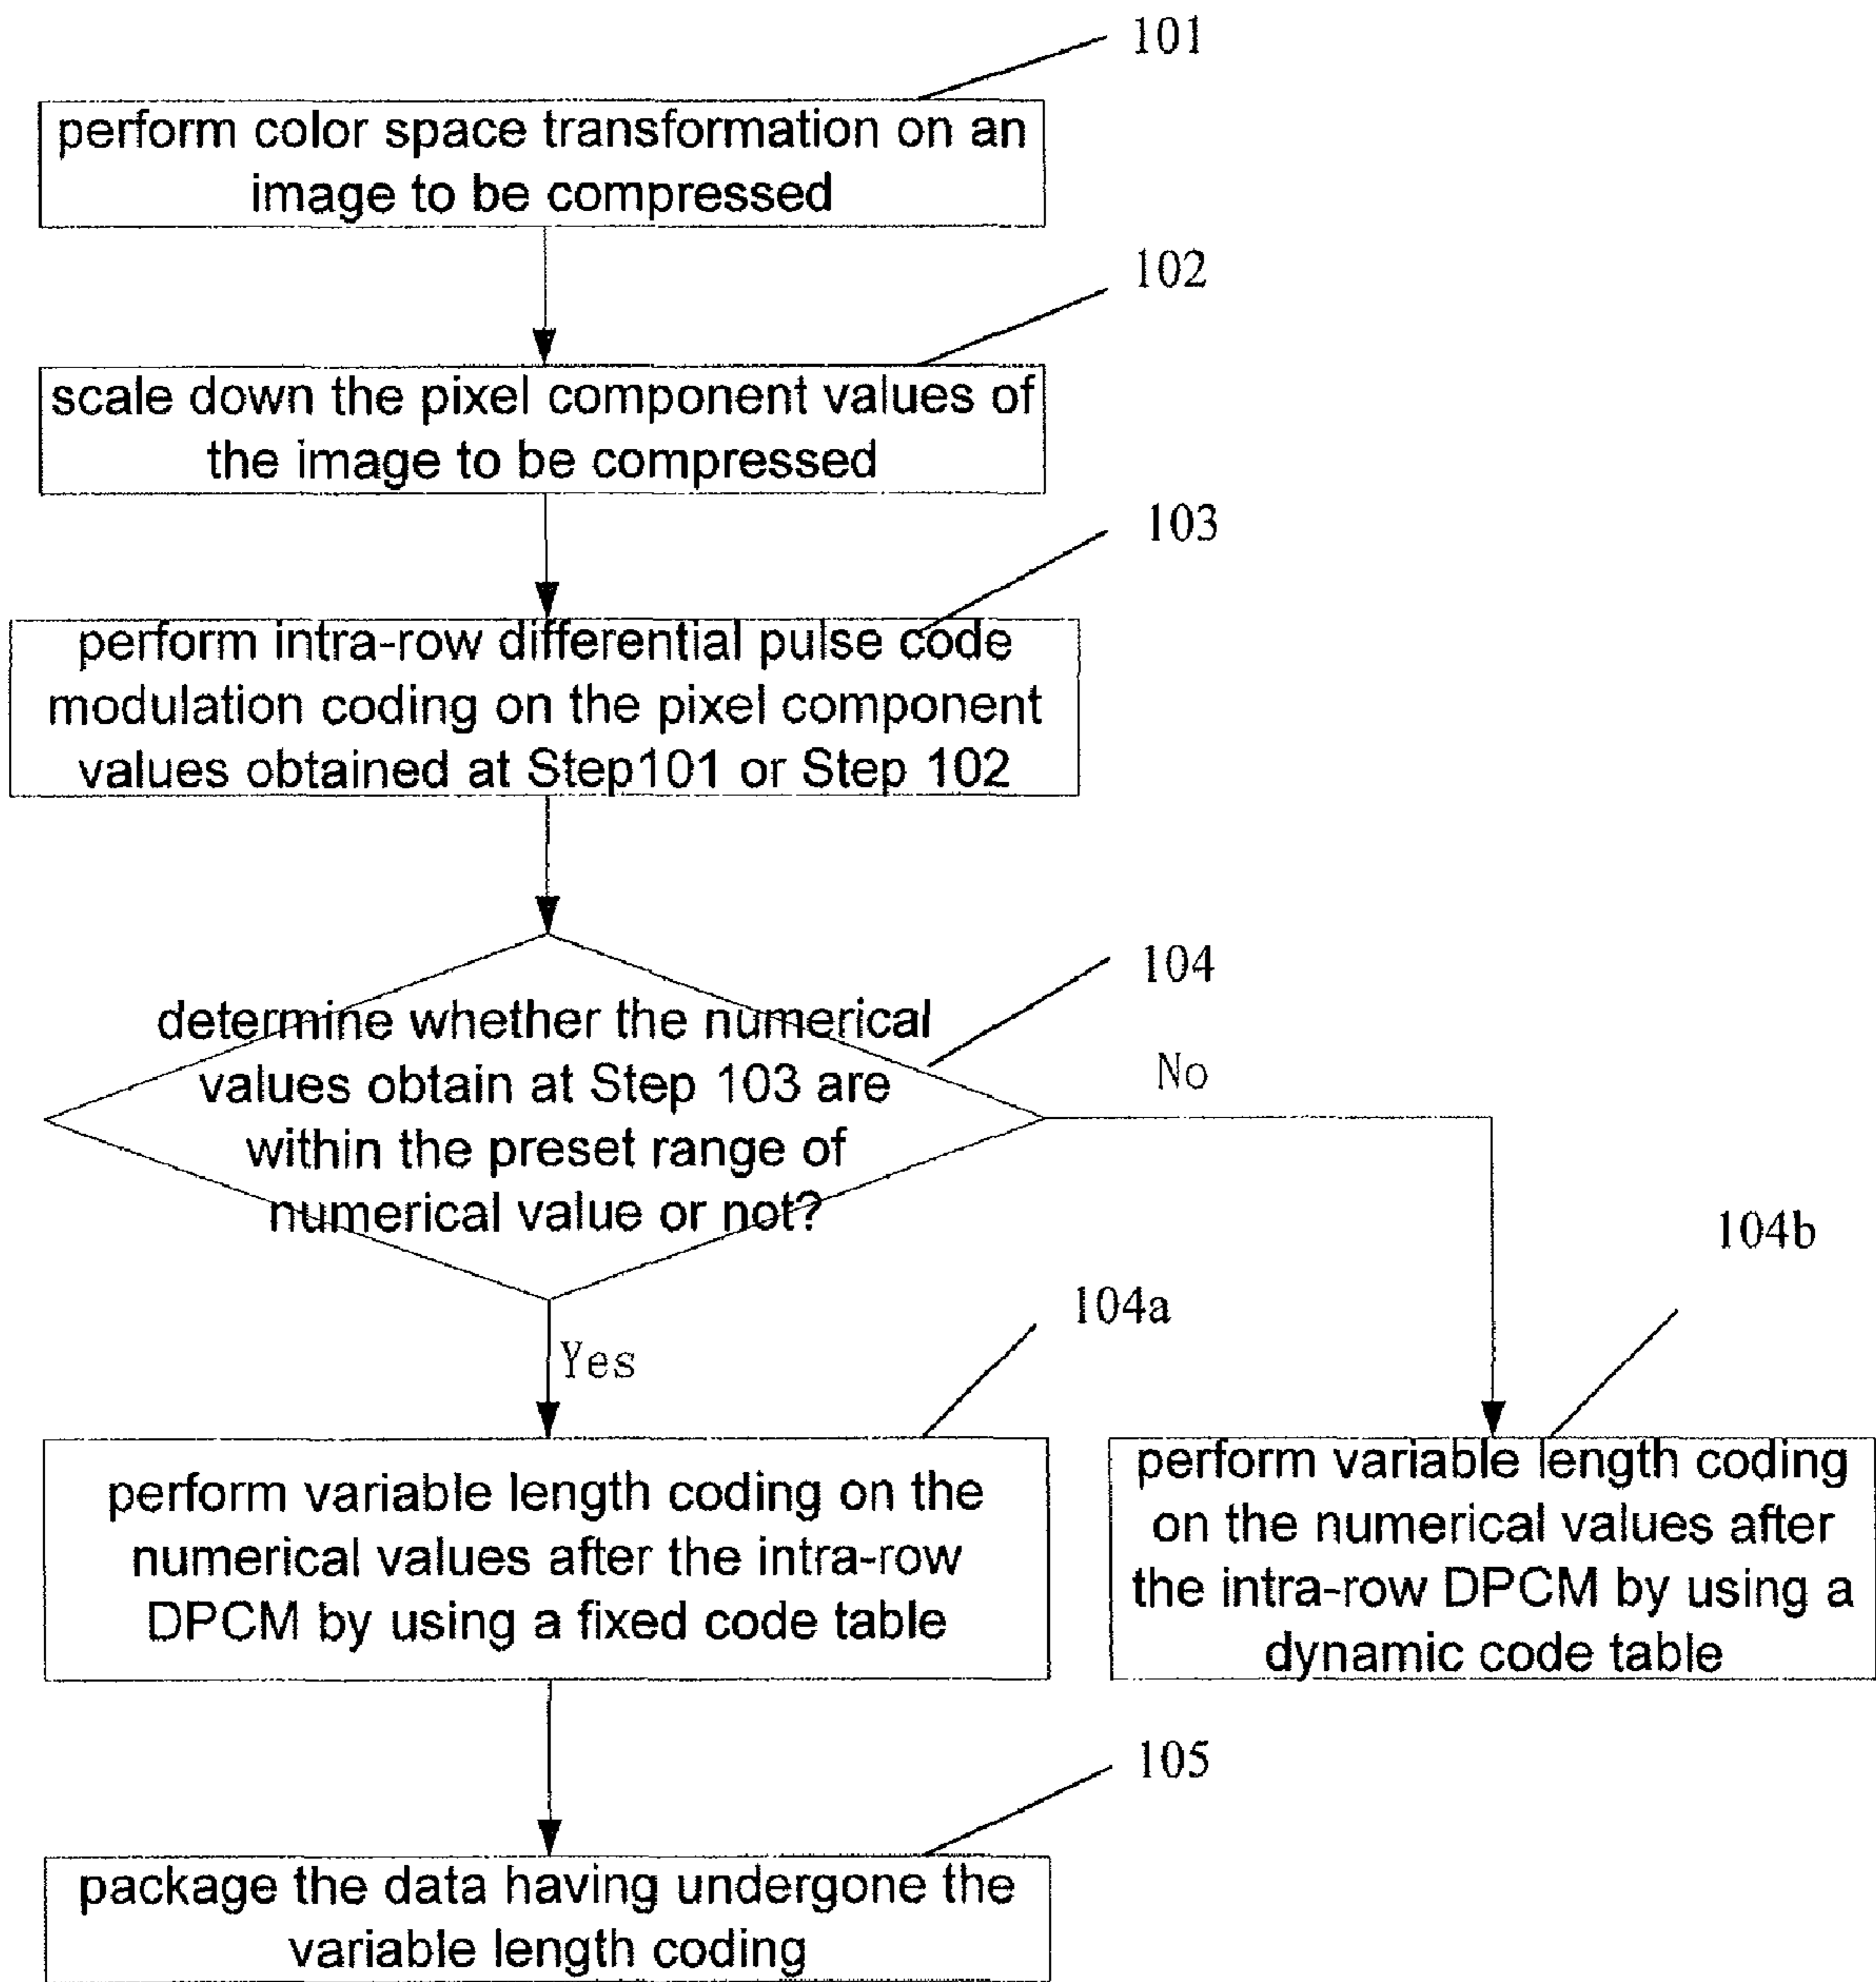 101
perform color space transformation on an
image to be compressed
102
scale down the pixel component values of
the image to be compressed
103
perform intra-row differential pulse code
modulation coding on the pixel component
values obtained at Step101 or Step 102
104
determine whether the numerical
values obtain at Step 103 are
within the preset range of
numerical value or not?
No
Yes
104a
perform variable length coding on the
numerical values after the intra-row
DPCM by using a fixed code table
104b
perform variable length coding
on the numerical values after
the intra-row DPCM by using a
dynamic code table
105
package the data having undergone the
variable length coding